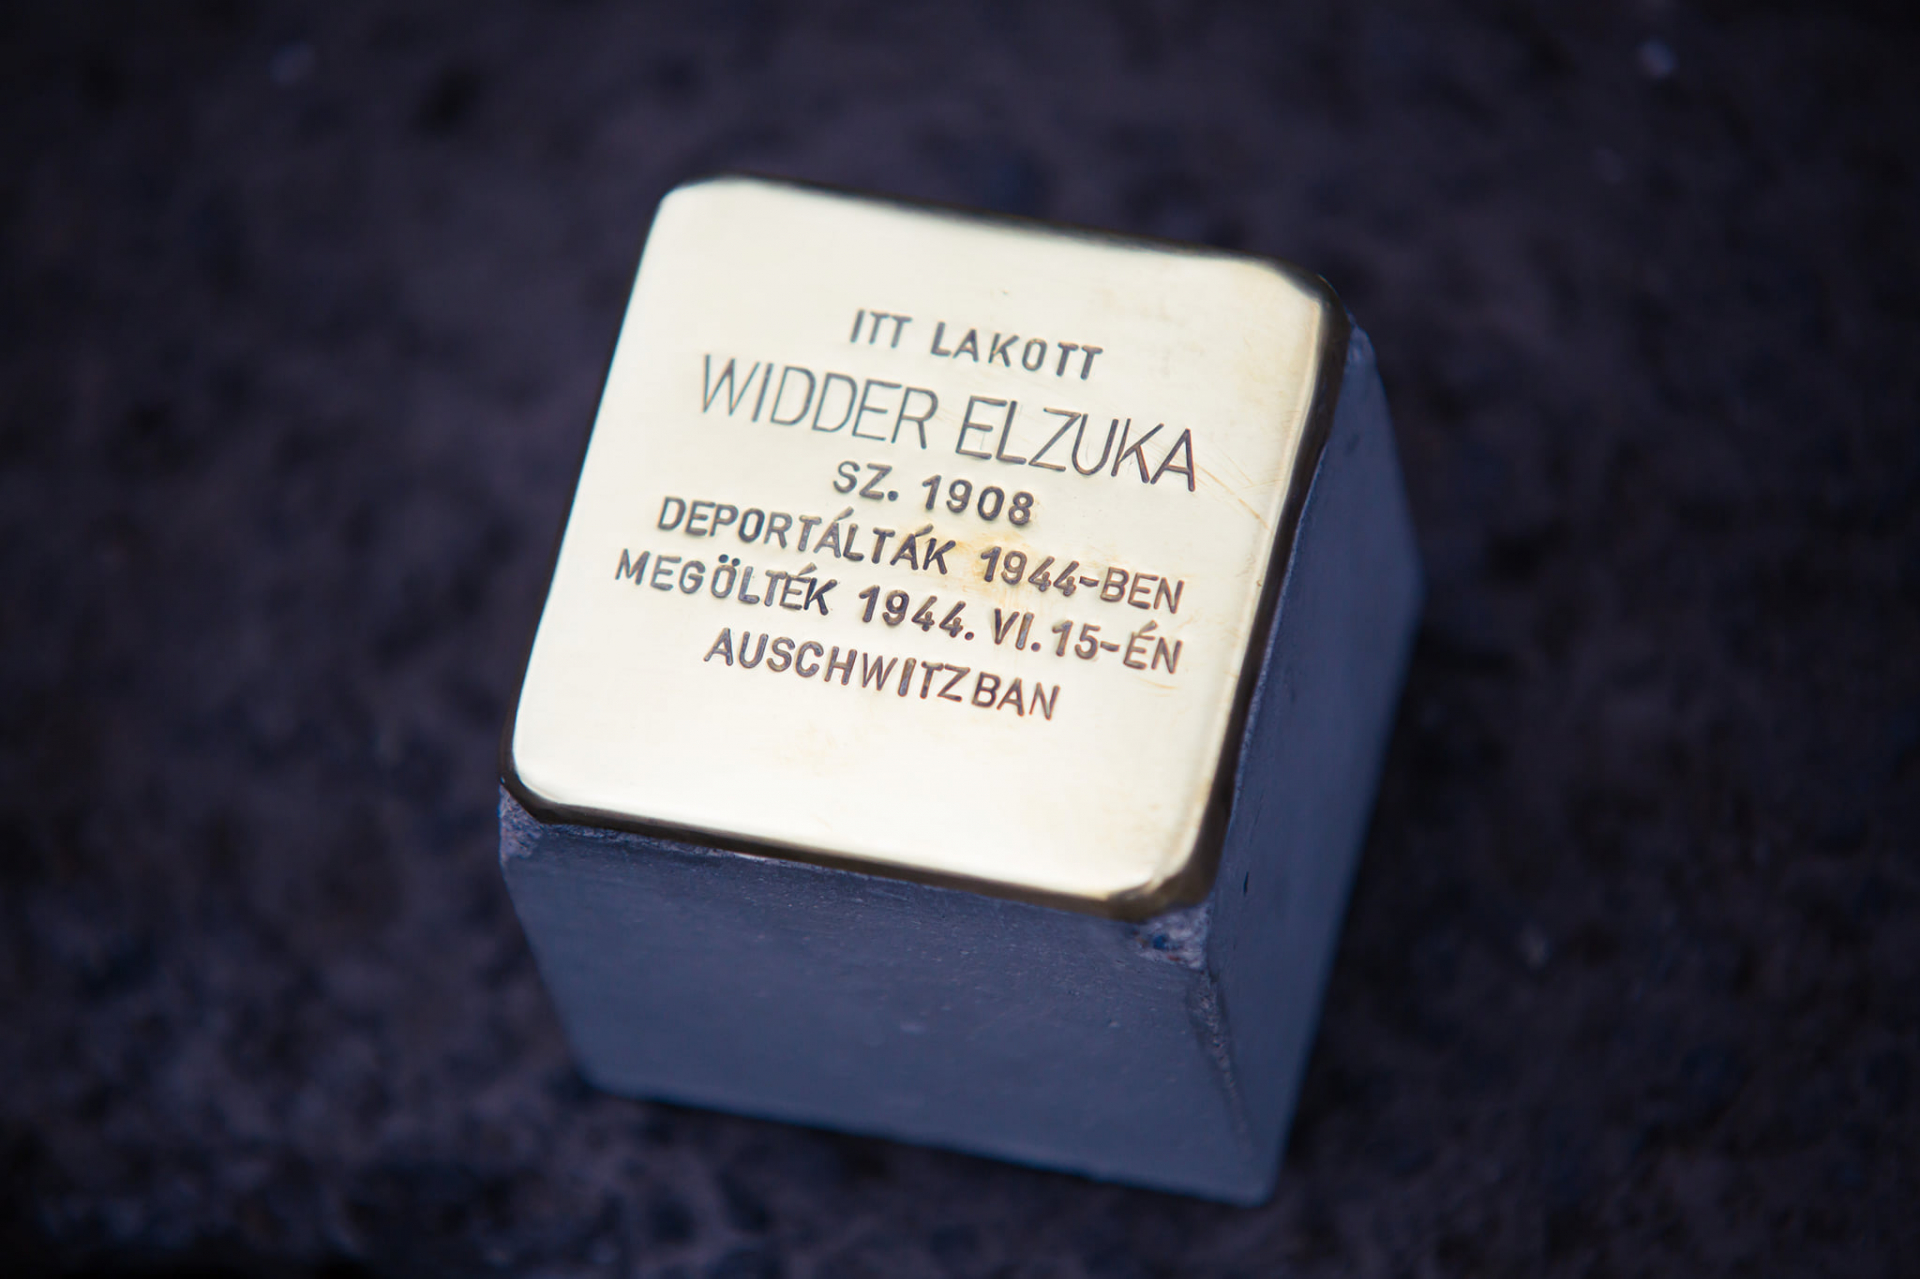 ITT LAKOTT
WIDDER ELZUKA
SZ. 1908
DEPORTÁLTÁK 1944-BEN
MEGÖLTÉK 1944. VI. 15-ÉN
AUSCHWITZBAN